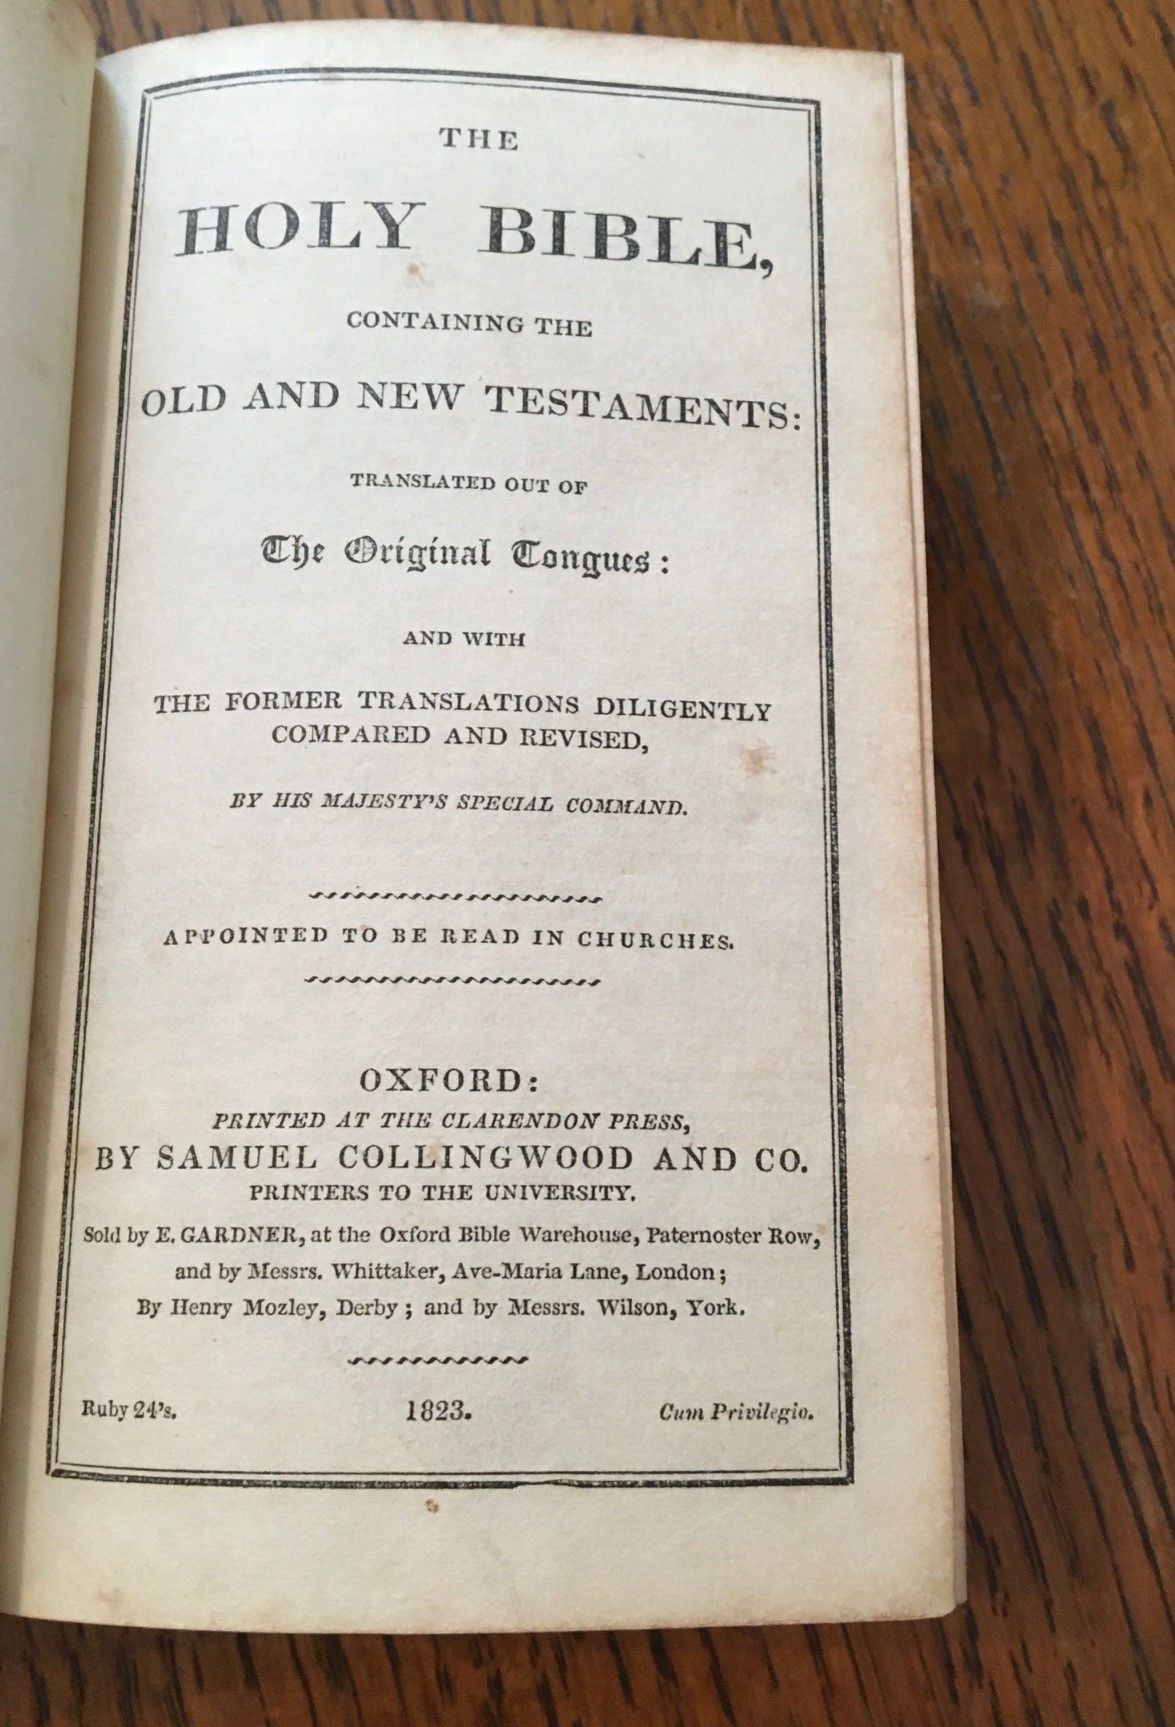 THE
HOLY BIBLE,
CONTAINING THE
OLD AND NEW TESTAMENTS:
TRANSLATED OUT OF
The Original Tongues:
AND WITH
THE FORMER TRANSLATIONS DILIGENTLY
COMPARED AND REVISED,
BY HIS MAJESTY'S SPECIAL COMMAND.
APPOINTED TO BE READ IN CHURCHES.
OXFORD:
PRINTED AT THE CLARENDON PRESS,
BY SAMUEL COLLINGWOOD AND CO.
PRINTERS TO THE UNIVERSITY.
Sold by E. GARDNER, at the Oxford Bible Warehouse, Paternoster Row,
and by Messrs. Whittaker, Ave-Maria Lane, London;
By Henry Mozley, Derby; and by Messrs. Wilson, York.
Ruby 24's. 1823. Cum Privilegio.